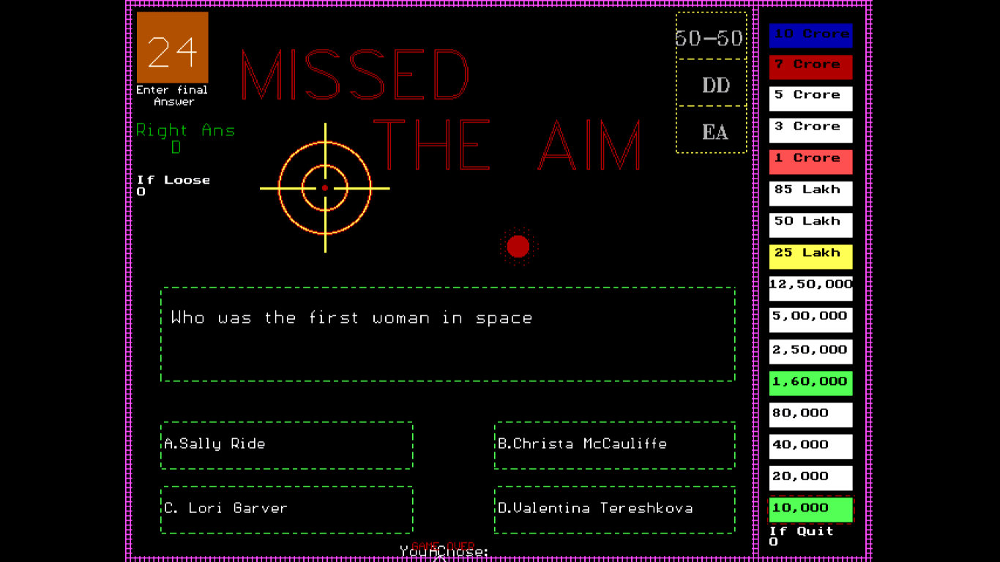 24
Enter final
Answer
Right Ans
D
If Loose
0
MISSED
THE AIM
50-50
DD
EA
Who was the first woman in space
A.Sally Ride
B.Christa McCauliffe
C. Lori Garver
D.Valentina Tereshkova
GAME OVER
You Chose:
10 Crore
7 Crore
5 Crore
3 Crore
1 Crore
85 Lakh
50 Lakh
25 Lakh
12,50,000
5,00,000
2,50,000
1,60,000
80,000
40,000
20,000
10,000
If Quit
0